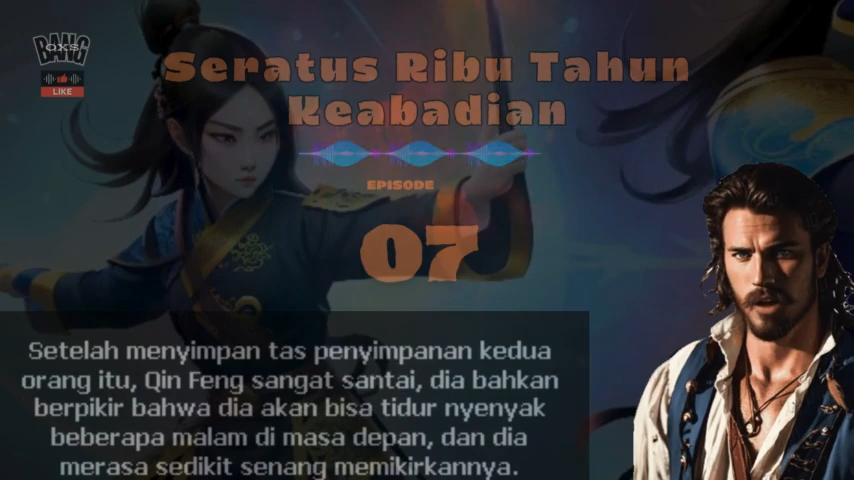 BANG
OXS
LIKE
Seratus Ribu Tahun
Keabadian
EPISODE
07
Setelah menyimpan tas penyimpanan kedua
orang itu, Qin Feng sangat santai, dia bahkan
berpikir bahwa dia akan bisa tidur nyenyak
beberapa malam di masa depan, dan dia
merasa sedikit senang memikirkannya.